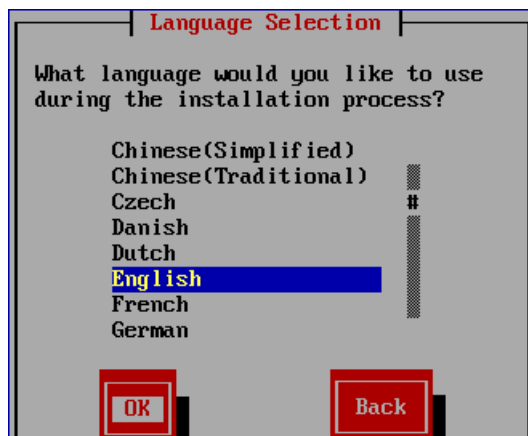 Language Selection
What language would you like to use
during the installation process?
Chinese(Simplified)
Chinese(Traditional)
Czech
#
Danish
Dutch
English
French
German
OK
Back